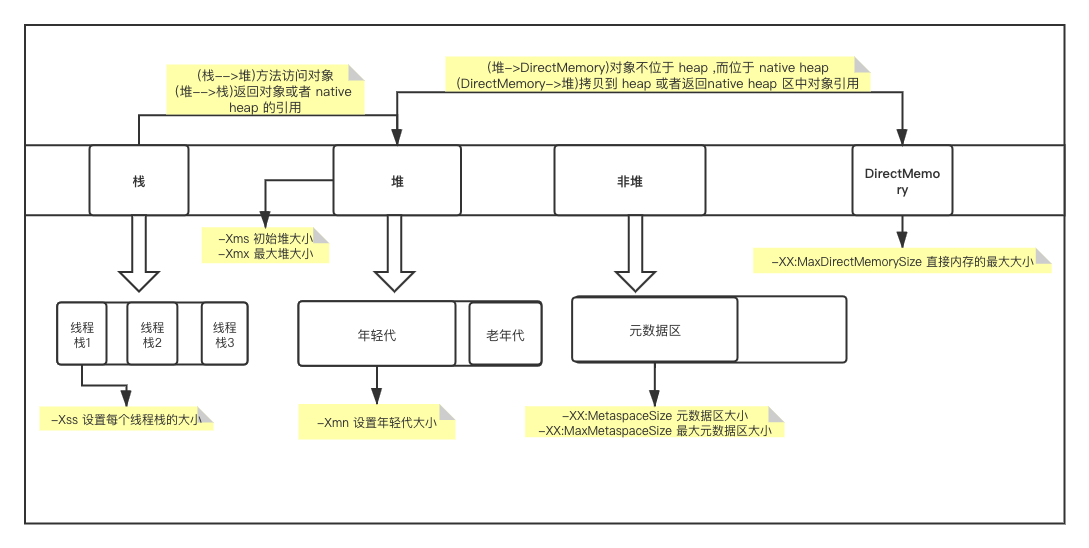 (栈-->堆)方法访问对象
(堆-->栈)返回对象或者 native
heap 的引用
(堆->DirectMemory)对象不位于 heap ,而位于 native heap
(DirectMemory->堆)拷贝到 heap 或者返回native heap 区中对象引用
栈
堆
非堆
DirectMemo
ry
-Xms 初始堆大小
-Xmx 最大堆大小
-XX:MaxDirectMemorySize 直接内存的最大大小
线程
栈1
线程
栈2
线程
栈3
年轻代
老年代
元数据区
-Xss 设置每个线程栈的大小
-Xmn 设置年轻代大小
-XX:MetaspaceSize 元数据区大小
-XX:MaxMetaspaceSize 最大元数据区大小